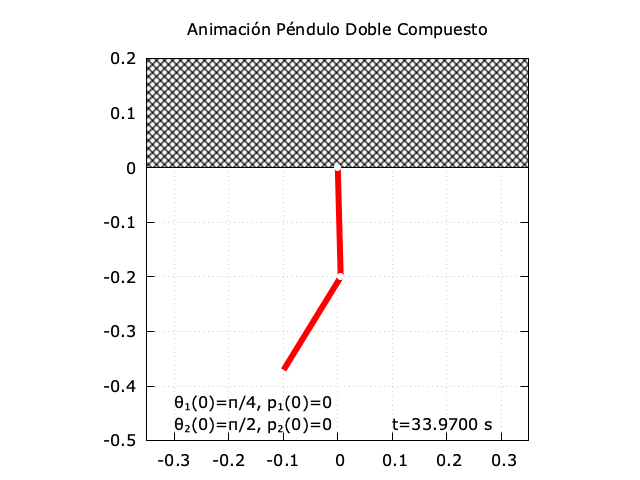 Animación Péndulo Doble Compuesto
0.2
0.1
0
-0.1
-0.2
-0.3
-0.4
-0.5
θ₁(0)=π/4, p₁(0)=0
θ₂(0)=π/2, p₂(0)=0 t=33.9700 s
-0.3 -0.2 -0.1 0 0.1 0.2 0.3